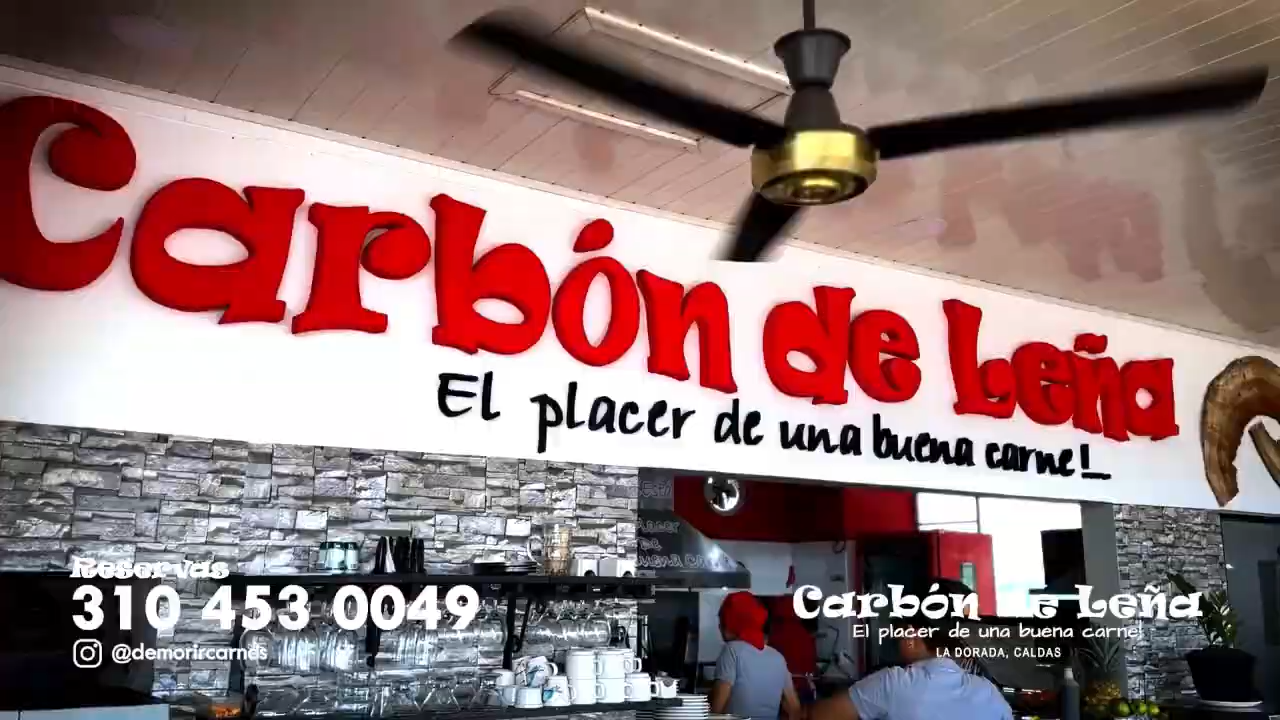 Carbón de Leña
El placer de una buena carne!
Reservas
310 453 0049
@demorircarnes
Carbón de Leña
El placer de una buena carne!
LA DORADA, CALDAS